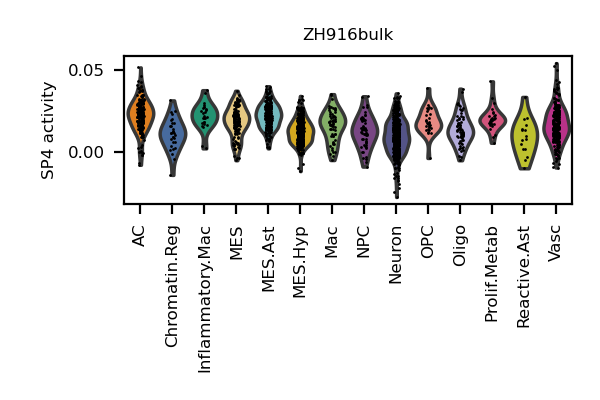 ZH916bulk
SP4 activity
0.05
0.00
AC
Chromatin.Reg
Inflammatory.Mac
MES
MES.Ast
MES.Hyp
Mac
NPC
Neuron
OPC
Oligo
Prolif.Metab
Reactive.Ast
Vasc